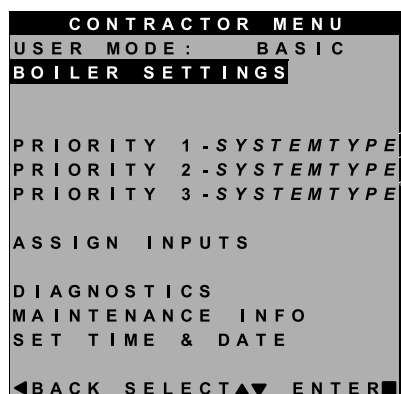 CONTRACTOR MENU
USER MODE: BASIC
BOILER SETTINGS
PRIORITY 1-SYSTEMTYPE
PRIORITY 2-SYSTEMTYPE
PRIORITY 3-SYSTEMTYPE
ASSIGN INPUTS
DIAGNOSTICS
MAINTENANCE INFO
SET TIME & DATE
◀BACK SELECT▲▼ ENTER■